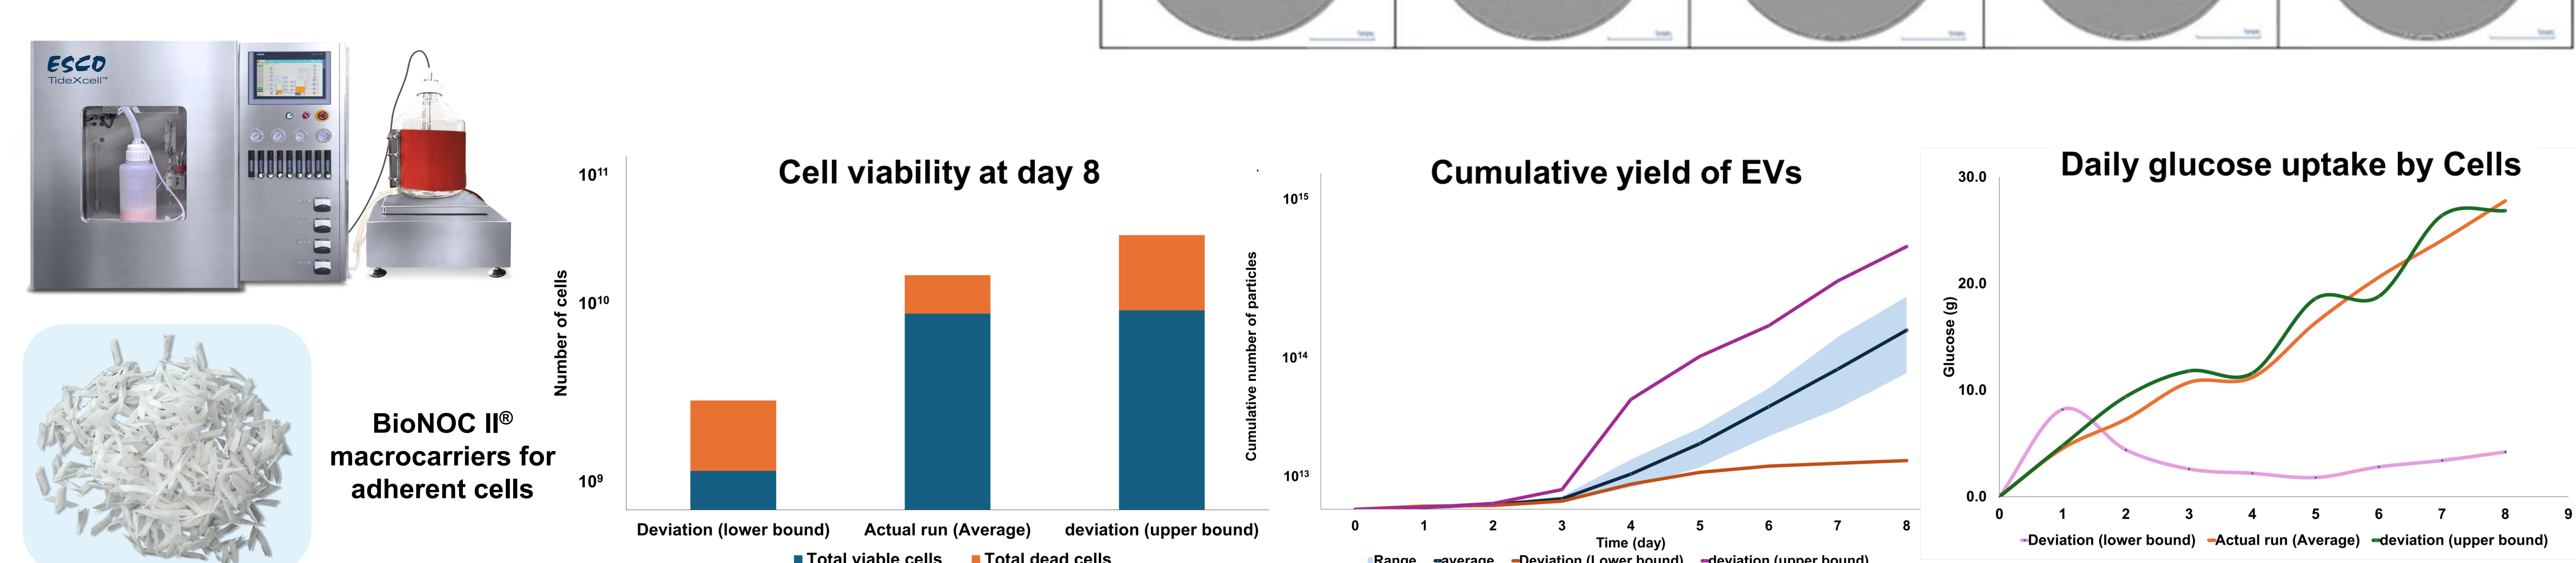 ESCO
TideXcell™
BioNOC II®
macrocarriers for
adherent cells
Cell viability at day 8
Number of cells
10¹¹
10¹⁰
10⁹
Deviation (lower bound)
Actual run (Average)
deviation (upper bound)
Total viable cells
Total dead cells
Cumulative yield of EVs
Cumulative number of particles
10¹⁵
10¹⁴
10¹³
0 1 2 3 4 5 6 7 8
Time (day)
Range
average
Deviation (Lower bound)
deviation (upper bound)
Daily glucose uptake by Cells
Glucose (g)
30.0
20.0
10.0
0.0
0 1 2 3 4 5 6 7 8 9
Deviation (lower bound)
Actual run (Average)
deviation (upper bound)